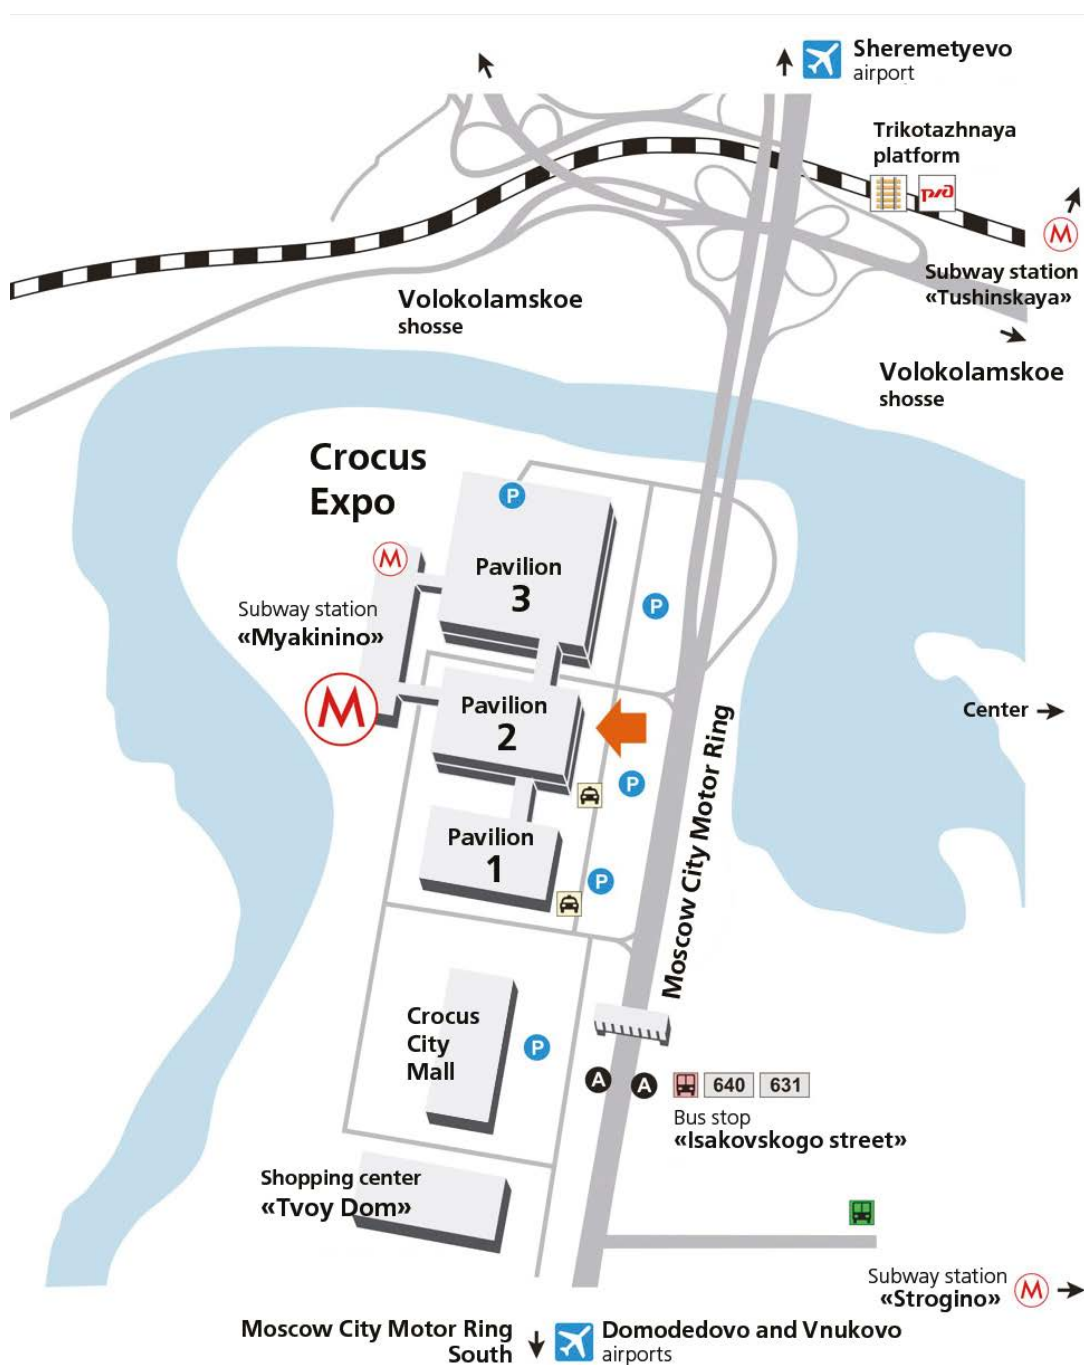 Sheremetyevo
airport
Trikotazhnaya
platform
pжd
M
Subway station
«Tushinskaya»
Volokolamskoe
shosse
Volokolamskoe
shosse
Crocus
Expo
P
M
Pavilion
3
P
Subway station
«Myakinino»
M
Pavilion
2
Center
Moscow City Motor Ring
P
Pavilion
1
P
Crocus
City
Mall
P
A
A
640
631
Bus stop
«Isakovskogo street»
Shopping center
«Tvoy Dom»
Subway station
«Strogino»
M
Moscow City Motor Ring
South
Domodedovo and Vnukovo
airports